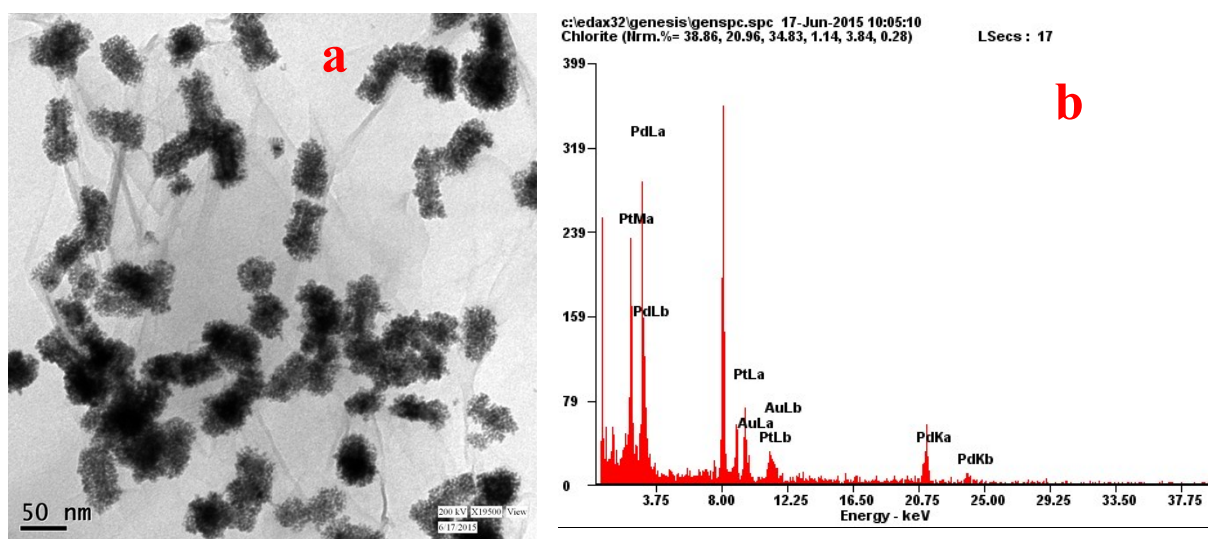 a
50 nm
200 kV X19500 View
6/17/2015
c:\edax32\genesis\genspc.spc 17-Jun-2015 10:05:10
Chlorite (Nrm.%= 38.86, 20.96, 34.83, 1.14, 3.84, 0.28) LSecs : 17
b
399
319
239
159
79
0
PdLa
PtMa
PdLb
PtLa
AuLb
AuLa
PtLb
PdKa
PdKb
3.75 8.00 12.25 16.50 20.75 25.00 29.25 33.50 37.75
Energy - keV